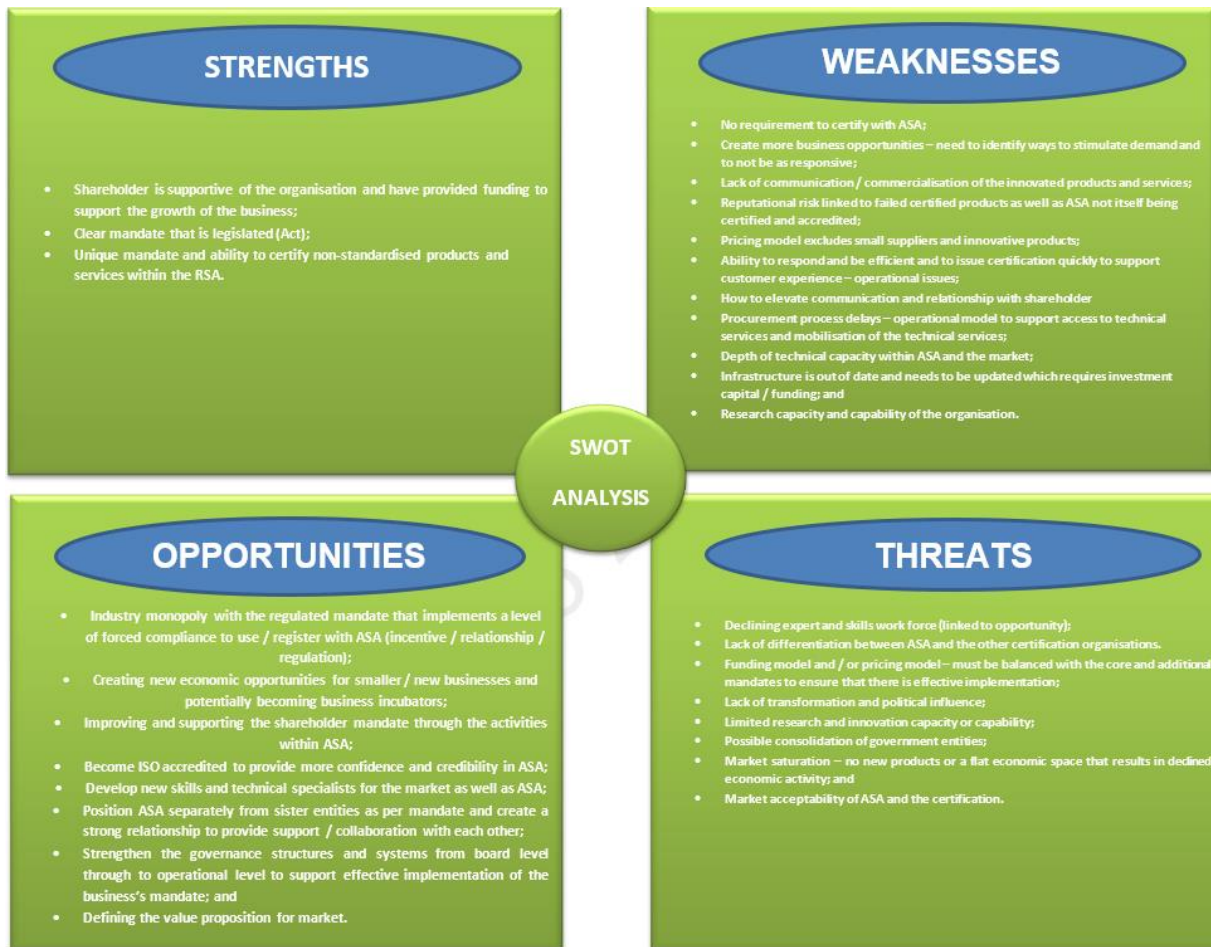 STRENGTHS
• Shareholder is supportive of the organisation and have provided funding to
support the growth of the business;
• Clear mandate that is legislated (Act);
• Unique mandate and ability to certify non-standardised products and
services within the RSA.
WEAKNESSES
• No requirement to certify with ASA;
• Create more business opportunities – need to identify ways to stimulate demand and
to not be as responsive;
• Lack of communication / commercialisation of the innovated products and services;
• Reputational risk linked to failed certified products as well as ASA not itself being
certified and accredited;
• Pricing model excludes small suppliers and innovative products;
• Ability to respond and be efficient and to issue certification quickly to support
customer experience – operational issues;
• How to elevate communication and relationship with shareholder
• Procurement process delays – operational model to support access to technical
services and mobilisation of the technical services;
• Depth of technical capacity within ASA and the market;
• Infrastructure is out of date and needs to be updated which requires investment
capital / funding; and
• Research capacity and capability of the organisation.
SWOT
ANALYSIS
OPPORTUNITIES
• Industry monopoly with the regulated mandate that implements a level
of forced compliance to use / register with ASA (incentive / relationship /
regulation);
• Creating new economic opportunities for smaller / new businesses and
potentially becoming business incubators;
• Improving and supporting the shareholder mandate through the activities
within ASA;
• Become ISO accredited to provide more confidence and credibility in ASA;
• Develop new skills and technical specialists for the market as well as ASA;
• Position ASA separately from sister entities as per mandate and create a
strong relationship to provide support / collaboration with each other;
• Strengthen the governance structures and systems from board level
through to operational level to support effective implementation of the
business's mandate; and
• Defining the value proposition for market.
THREATS
• Declining expert and skills work force (linked to opportunity);
• Lack of differentiation between ASA and the other certification organisations.
• Funding model and / or pricing model – must be balanced with the core and additional
mandates to ensure that there is effective implementation;
• Lack of transformation and political influence;
• Limited research and innovation capacity or capability;
• Possible consolidation of government entities;
• Market saturation – no new products or a flat economic space that results in declined
economic activity; and
• Market acceptability of ASA and the certification.